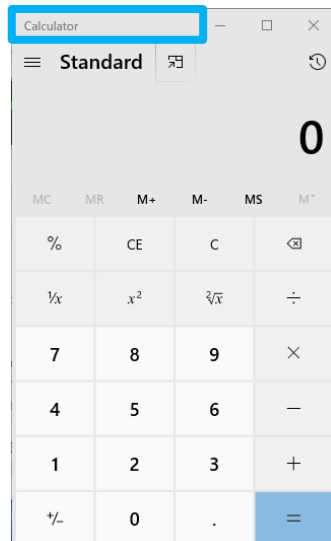 Calculator
Standard
0
MC MR M+ M- MS M˅
% CE C
¹/x x² ²√x ÷
7 8 9 ×
4 5 6 −
1 2 3 +
+/− 0 . =